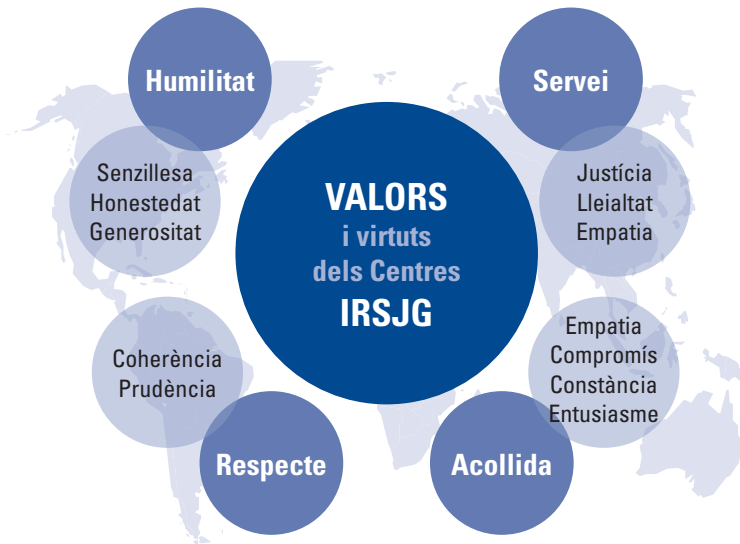 Humilitat
Senzillesa
Honestedat
Generositat
VALORS
i virtuts
dels Centres
IRSJG
Servei
Justícia
Lleialtat
Empatia
Coherència
Prudència
Respecte
Empatia
Compromís
Constància
Entusiasme
Acollida